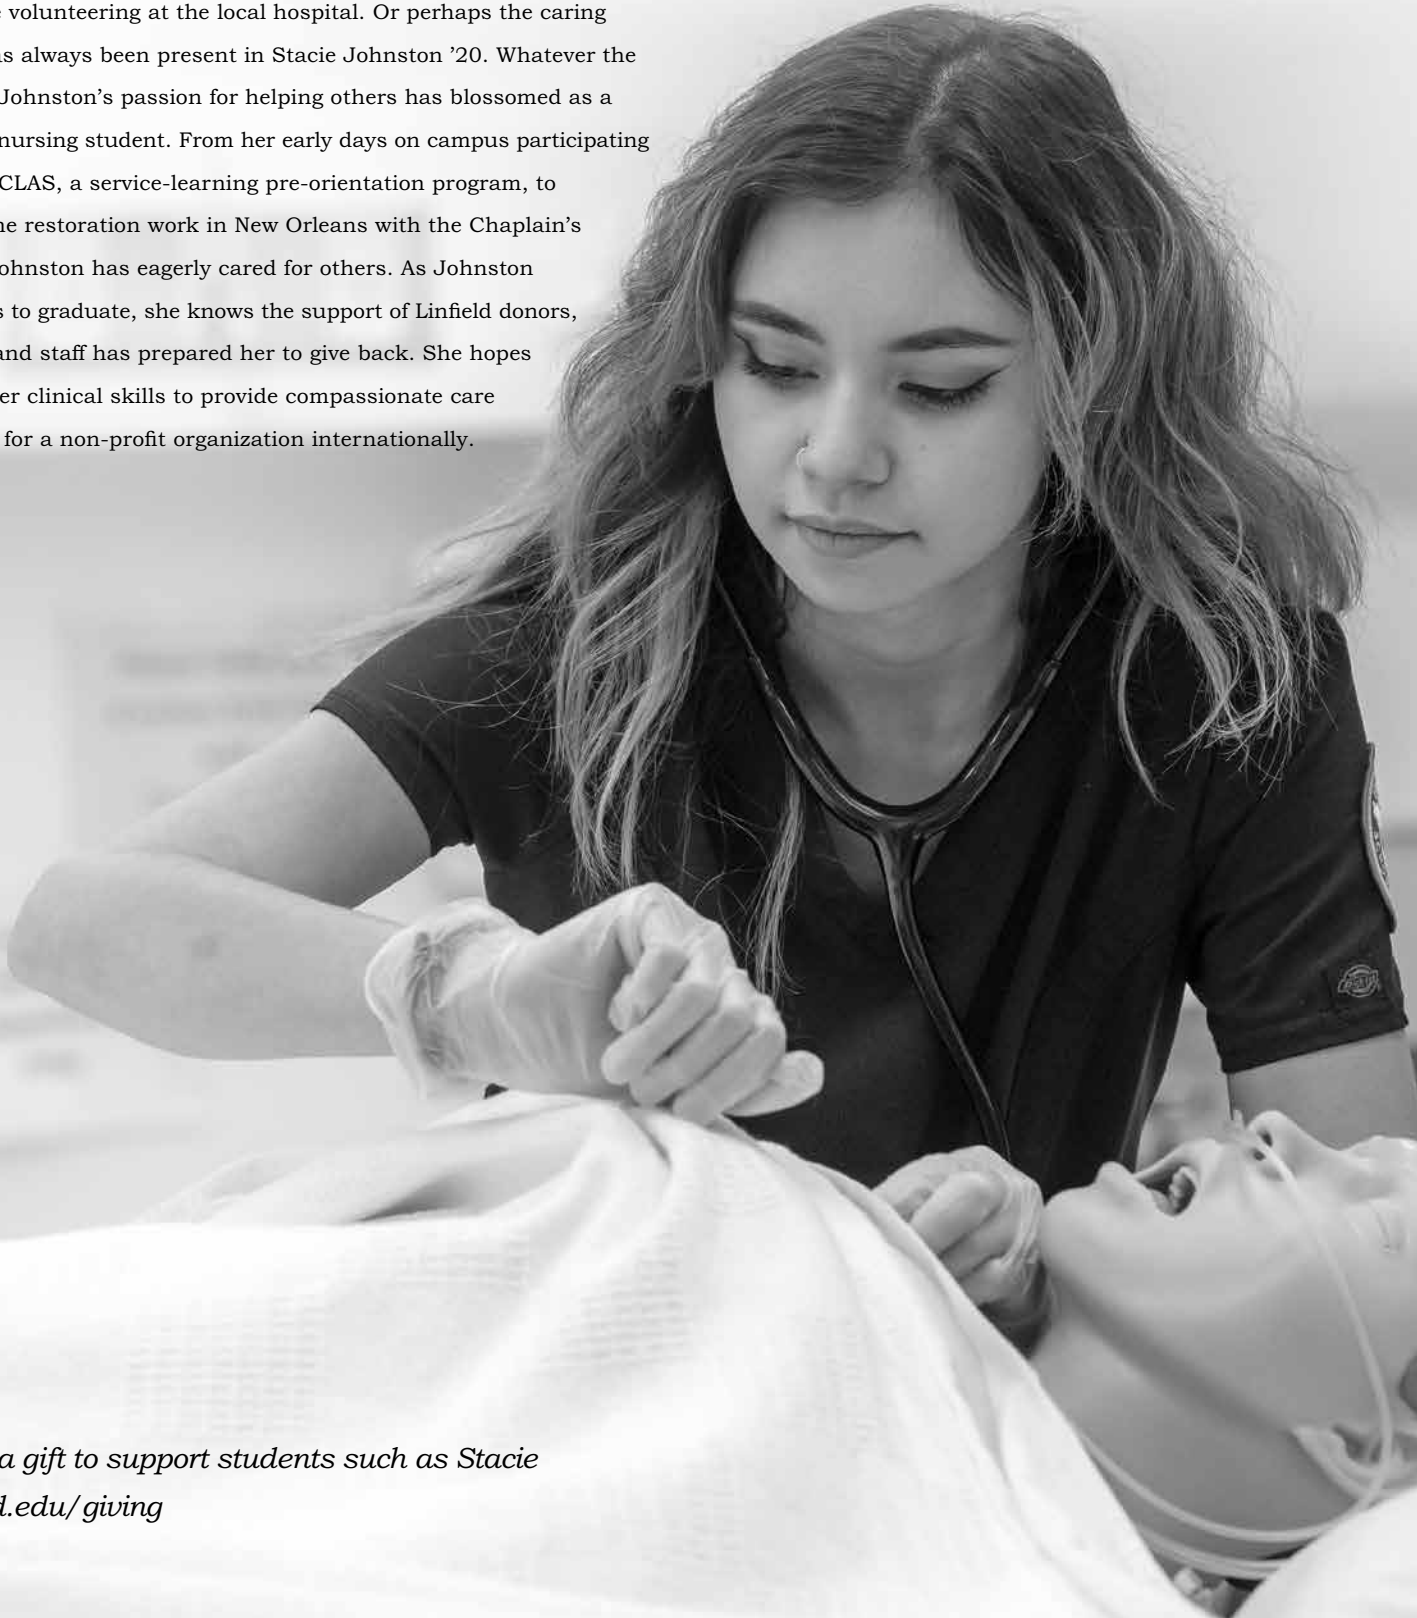 e volunteering at the local hospital. Or perhaps the caring
as always been present in Stacie Johnston ’20. Whatever the
Johnston’s passion for helping others has blossomed as a
nursing student. From her early days on campus participating
CLAS, a service-learning pre-orientation program, to
ne restoration work in New Orleans with the Chaplain’s
ohnston has eagerly cared for others. As Johnston
s to graduate, she knows the support of Linfield donors,
and staff has prepared her to give back. She hopes
er clinical skills to provide compassionate care
for a non-profit organization internationally.
a gift to support students such as Stacie
d.edu/giving